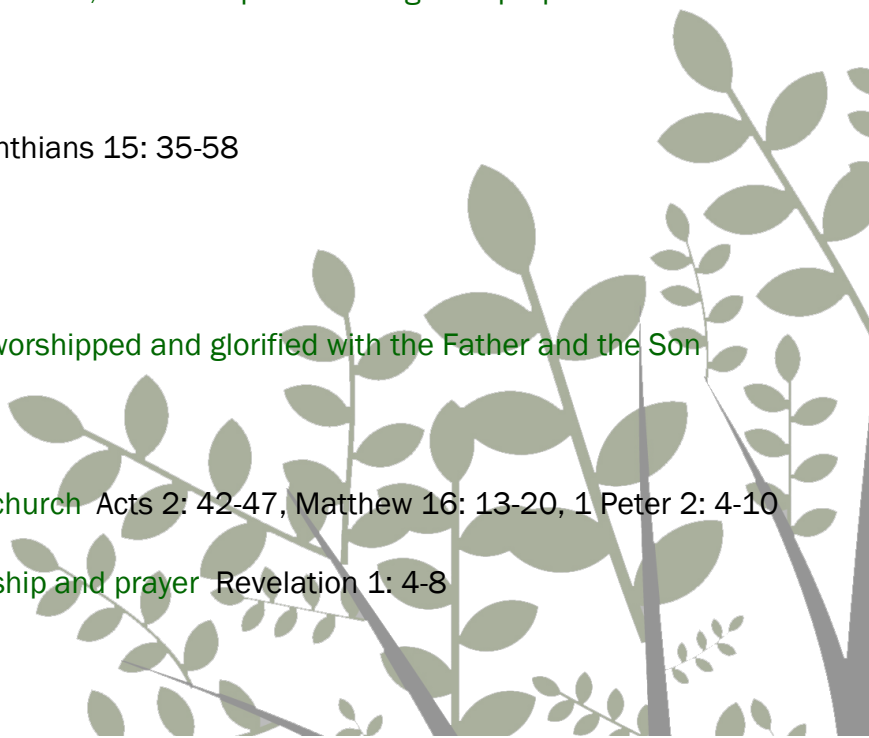 nthians 15: 35-58
worshipped and glorified with the Father and the Son
church Acts 2: 42-47, Matthew 16: 13-20, 1 Peter 2: 4-10
ship and prayer Revelation 1: 4-8